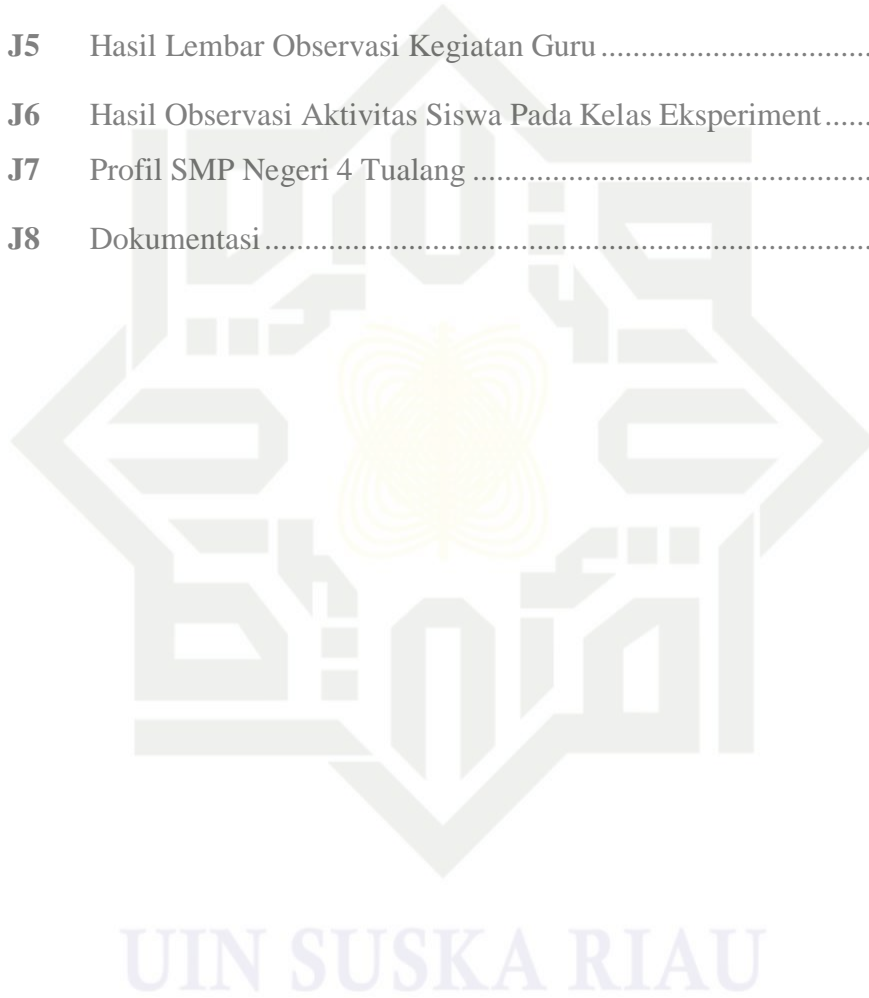 J5 Hasil Lembar Observasi Kegiatan Guru ..................................
J6 Hasil Observasi Aktivitas Siswa Pada Kelas Eksperiment ......
J7 Profil SMP Negeri 4 Tualang ..................................................
J8 Dokumentasi ...........................................................................
UIN SUSKA RIAU